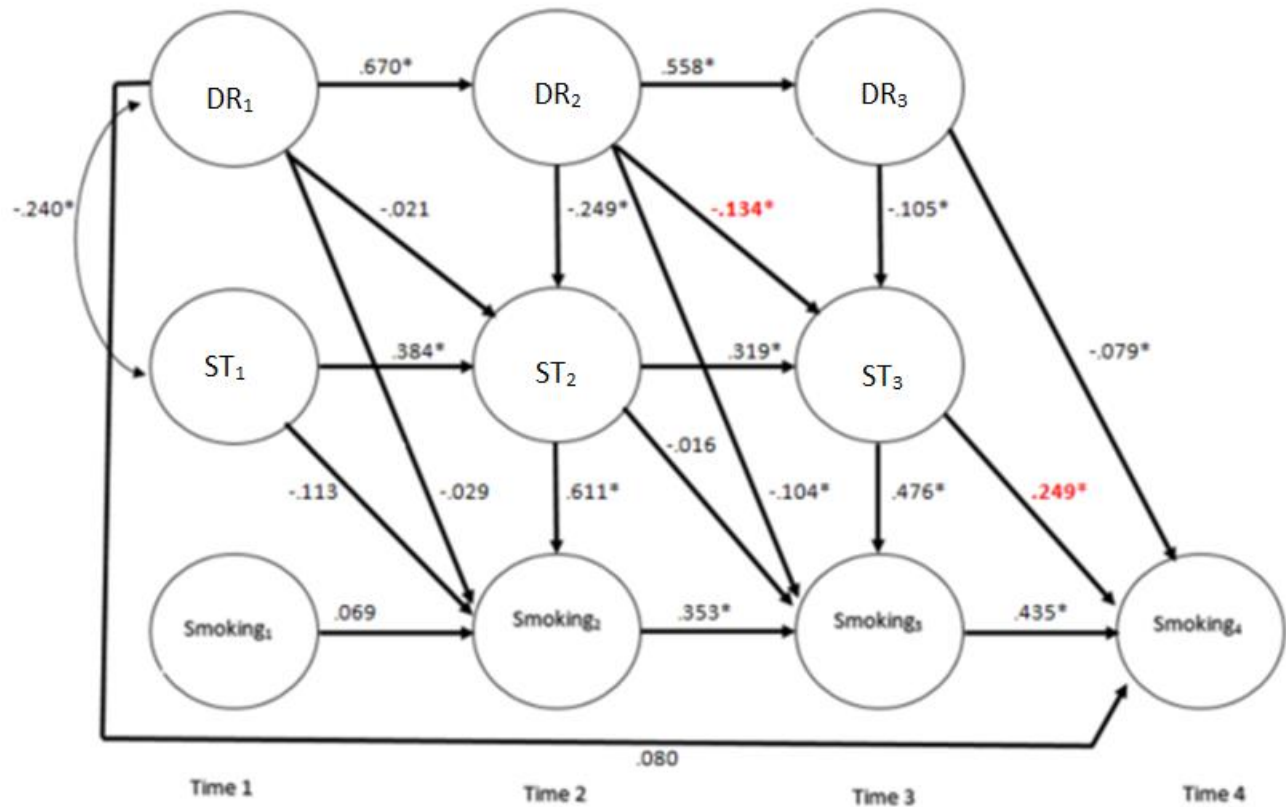 DR₁
.670*
DR₂
.558*
DR₃
-.240*
-.021
-.249*
-.134*
-.105*
ST₁
.384*
ST₂
.319*
ST₃
-.079*
-.113
-.029
.611*
-.016
-.104*
.476*
.249*
Smoking₁
.069
Smoking₂
.353*
Smoking₃
.435*
Smoking₄
.080
Time 1
Time 2
Time 3
Time 4